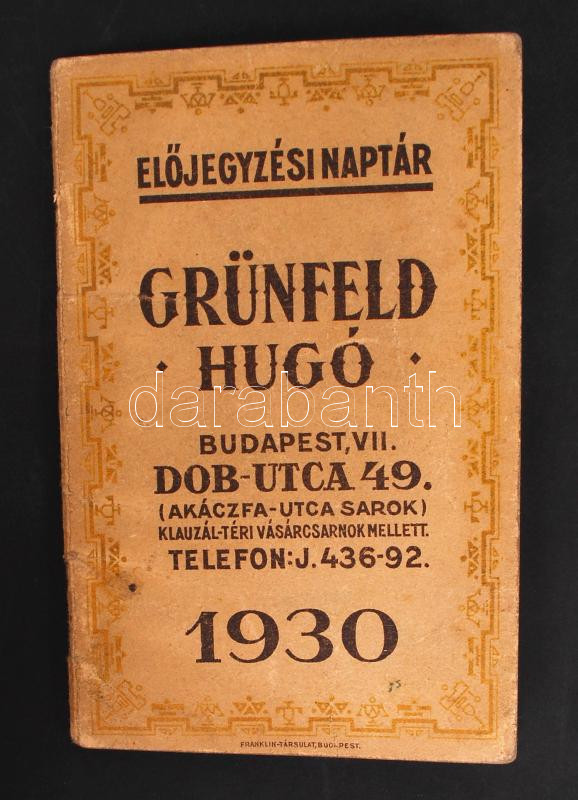 ELŐJEGYZÉSI NAPTÁR
GRÜNFELD
· HUGÓ ·
darabanth
BUDAPEST, VII.
DOB-UTCA 49.
(AKÁCZFA-UTCA SAROK)
KLAUZÁL-TÉRI VÁSÁRCSARNOK MELLETT.
TELEFON: J. 436-92.
1930
FRANKLIN-TÁRSULAT, BUDAPEST.